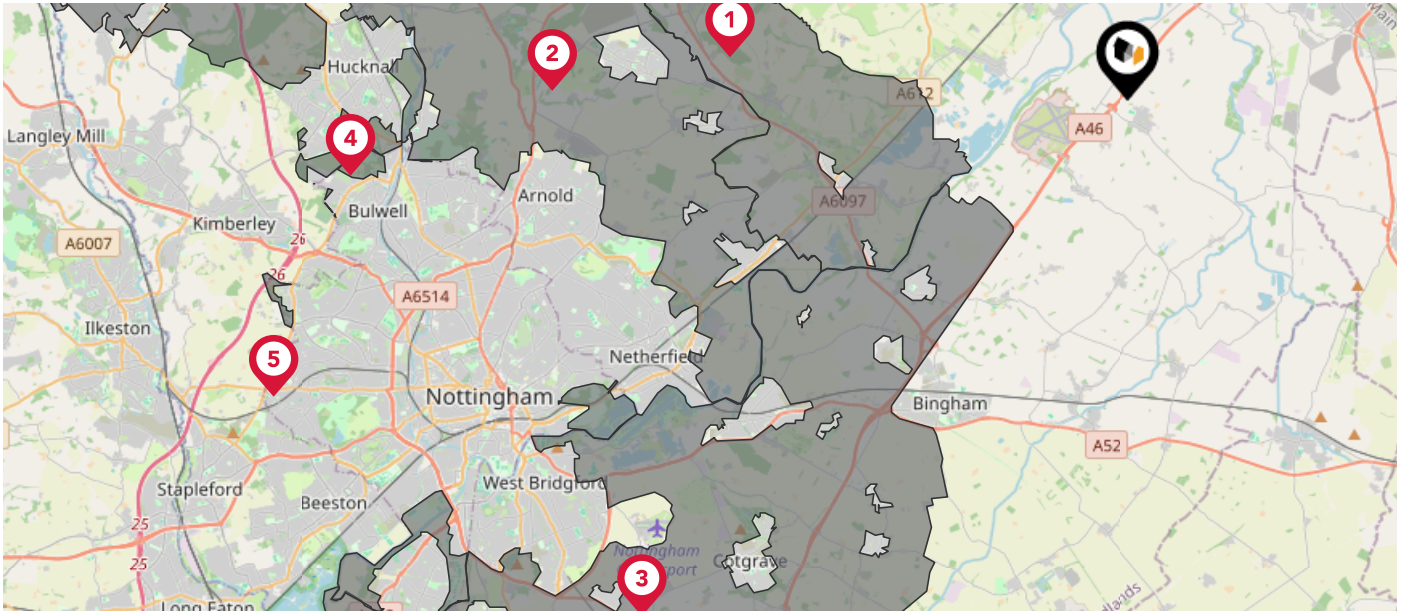 1
2
Main
Hucknall
A612
4
A46
Langley Mill
Arnold
A6097
Bulwell
Kimberley
A6007
26
26
A6514
Ilkeston
5
Netherfield
Nottingham
Bingham
A52
West Bridgford
Stapleford
Beeston
25
Nottingham
Cotgrave
25
3
Long Eaton